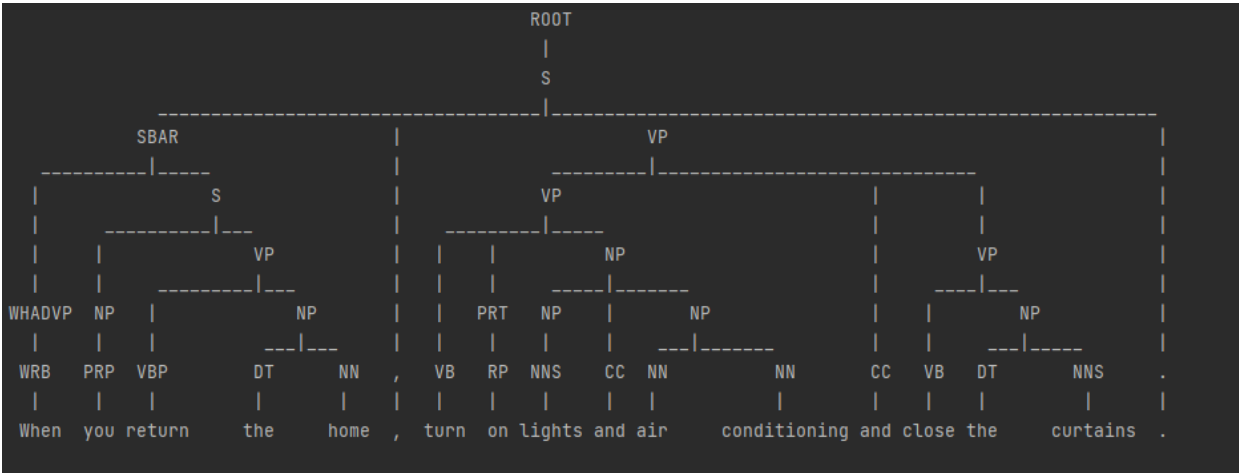 ROOT
S
SBAR VP
S VP
VP NP VP
WHADVP NP NP PRT NP NP NP
WRB PRP VBP DT NN , VB RP NNS CC NN NN CC VB DT NNS .
When you return the home , turn on lights and air conditioning and close the curtains .